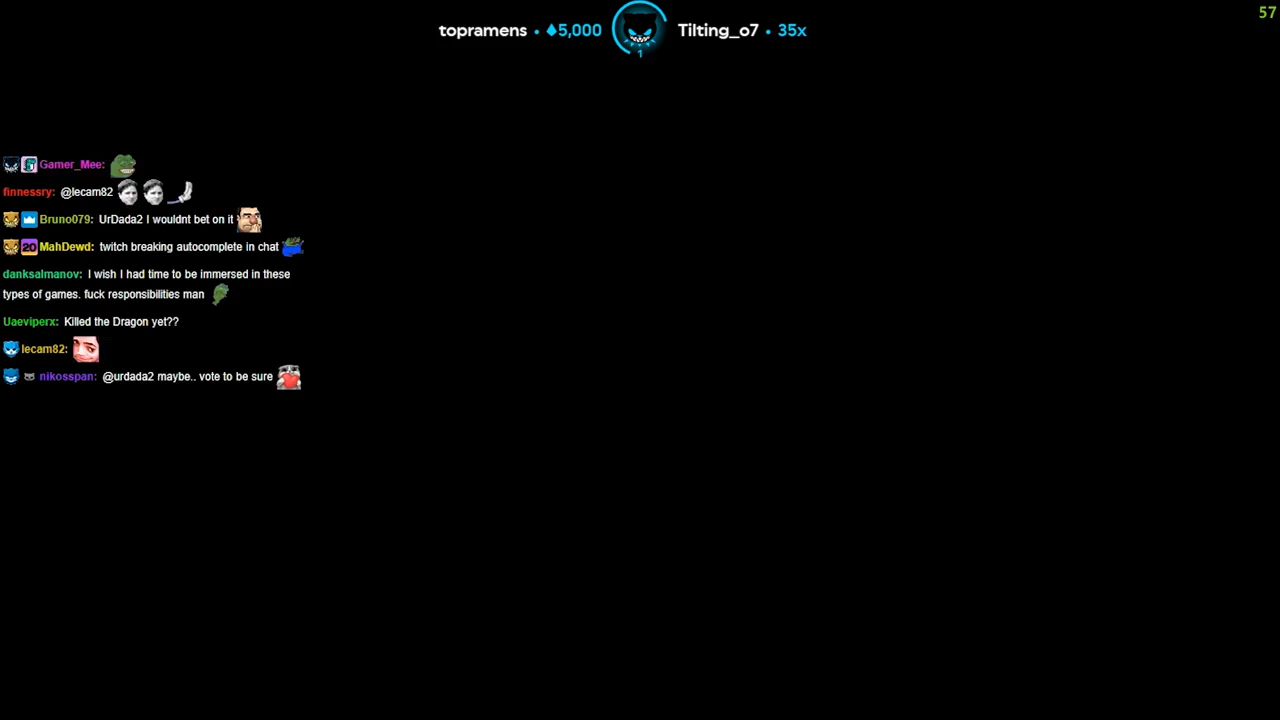 topramens • 5,000 Tilting_o7 • 35x
57
1
Gamer_Mee:
finnessry: @lecam82
Bruno079: UrDada2 I wouldnt bet on it
20 MahDewd: twitch breaking autocomplete in chat
danksalmanov: I wish I had time to be immersed in these
types of games. fuck responsibilities man
Uaeviperx: Killed the Dragon yet??
lecam82:
nikosspan: @urdada2 maybe.. vote to be sure